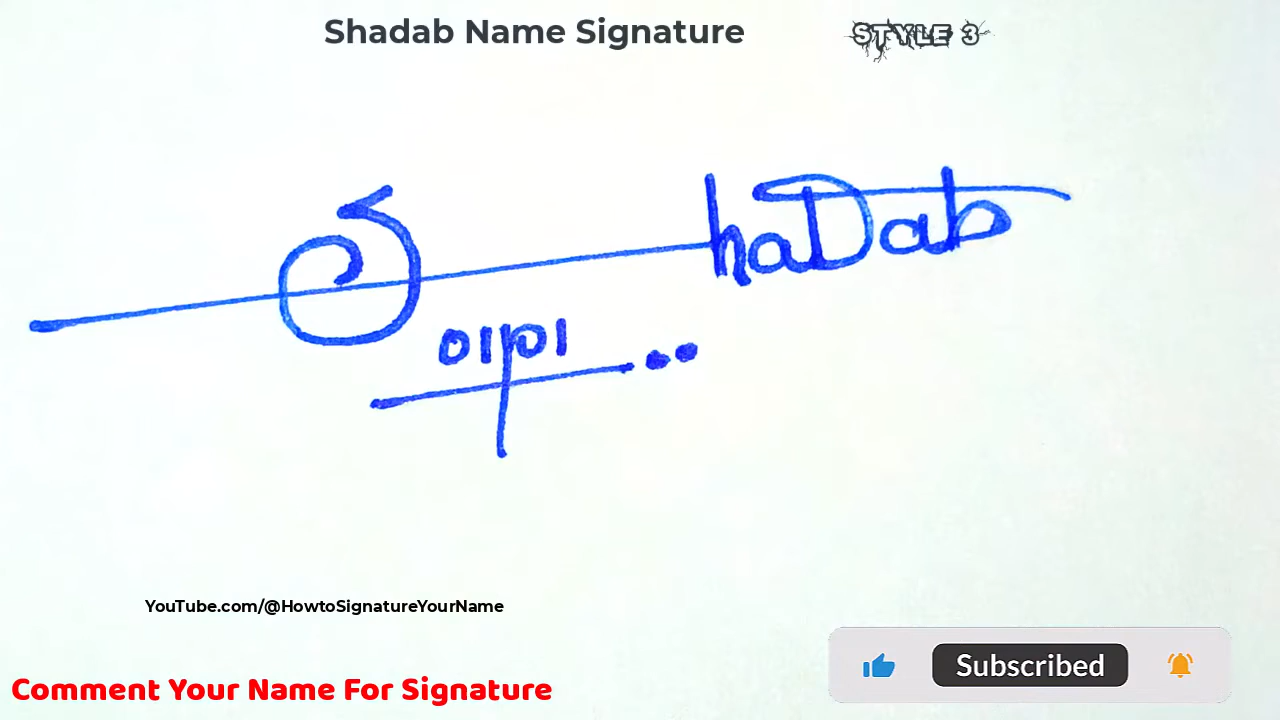 Shadab Name Signature STYLE 3
ShaDab
YouTube.com/@HowtoSignatureYourName
Subscribed
Comment Your Name For Signature